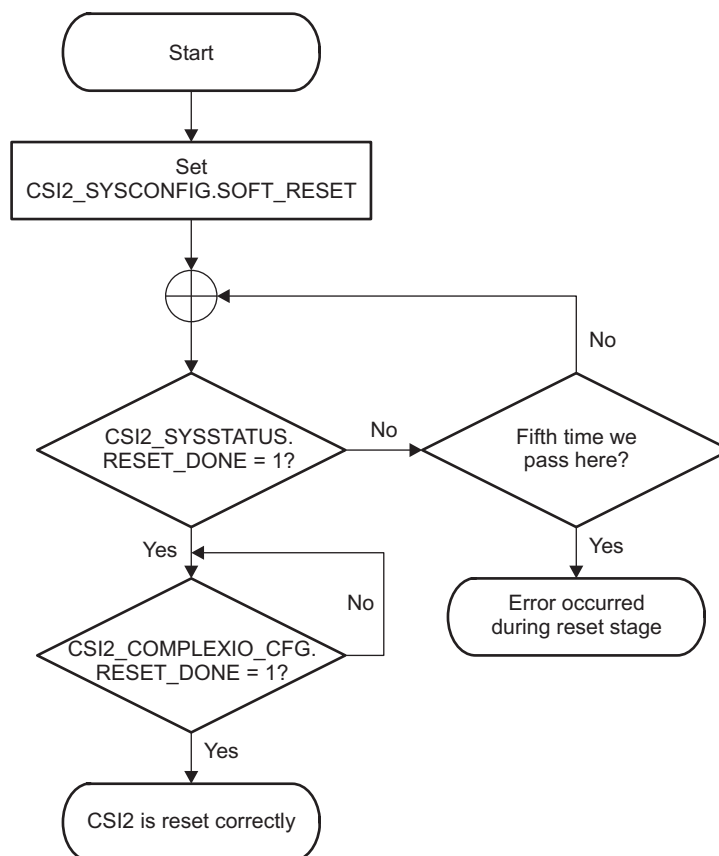 Start
Set
CSI2_SYSCONFIG.SOFT_RESET
No
CSI2_SYSSTATUS.
RESET_DONE = 1?
No
Fifth time we
pass here?
Yes
Yes
No
Error occurred
during reset stage
CSI2_COMPLEXIO_CFG.
RESET_DONE = 1?
Yes
CSI2 is reset correctly